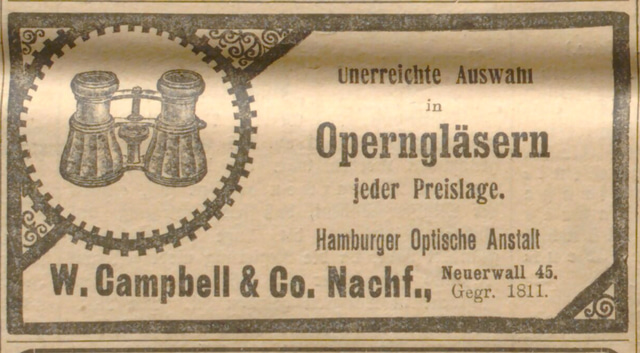 Unerreichte Auswahl
in
Operngläsern
jeder Preislage.
Hamburger Optische Anstalt
W. Campbell & Co. Nachf., Neuerwall 45.
Gegr. 1811.